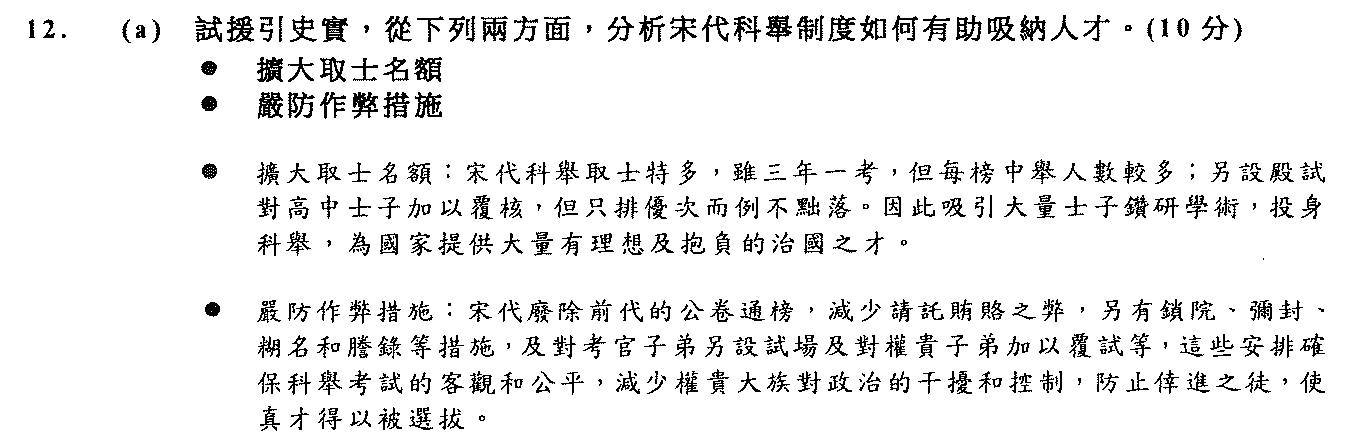 12. (a) 試援引史實，從下列兩方面，分析宋代科舉制度如何有助吸納人才。(10 分)
● 擴大取士名額
● 嚴防作弊措施
● 擴大取士名額：宋代科舉取士特多，雖三年一考，但每榜中舉人數較多；另設殿試
對高中士子加以覆核，但只排優次而例不黜落。因此吸引大量士子鑽研學術，投身
科舉，為國家提供大量有理想及抱負的治國之才。
● 嚴防作弊措施：宋代廢除前代的公卷通榜，減少請託賄賂之弊，另有鎖院、彌封、
糊名和謄錄等措施，及對考官子弟另設試場及對權貴子弟加以覆試等，這些安排確
保科舉考試的客觀和公平，減少權貴大族對政治的干擾和控制，防止倖進之徒，使
真才得以被選拔。